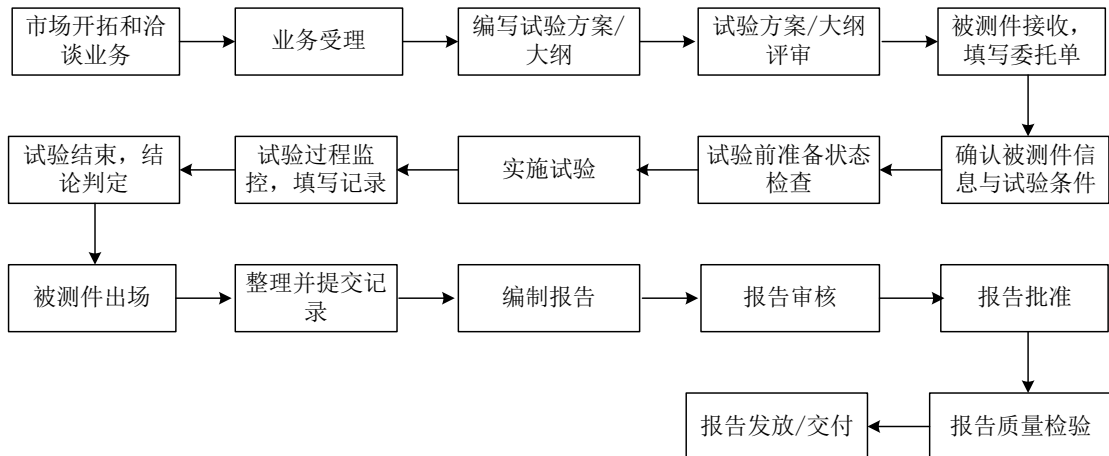 市场开拓和洽
谈业务
业务受理
编写试验方案/
大纲
试验方案/大纲
评审
被测件接收，
填写委托单
确认被测件信
息与试验条件
试验前准备状态
检查
实施试验
试验过程监
控，填写记录
试验结束，结
论判定
被测件出场
整理并提交记
录
编制报告
报告审核
报告批准
报告质量检验
报告发放/交付